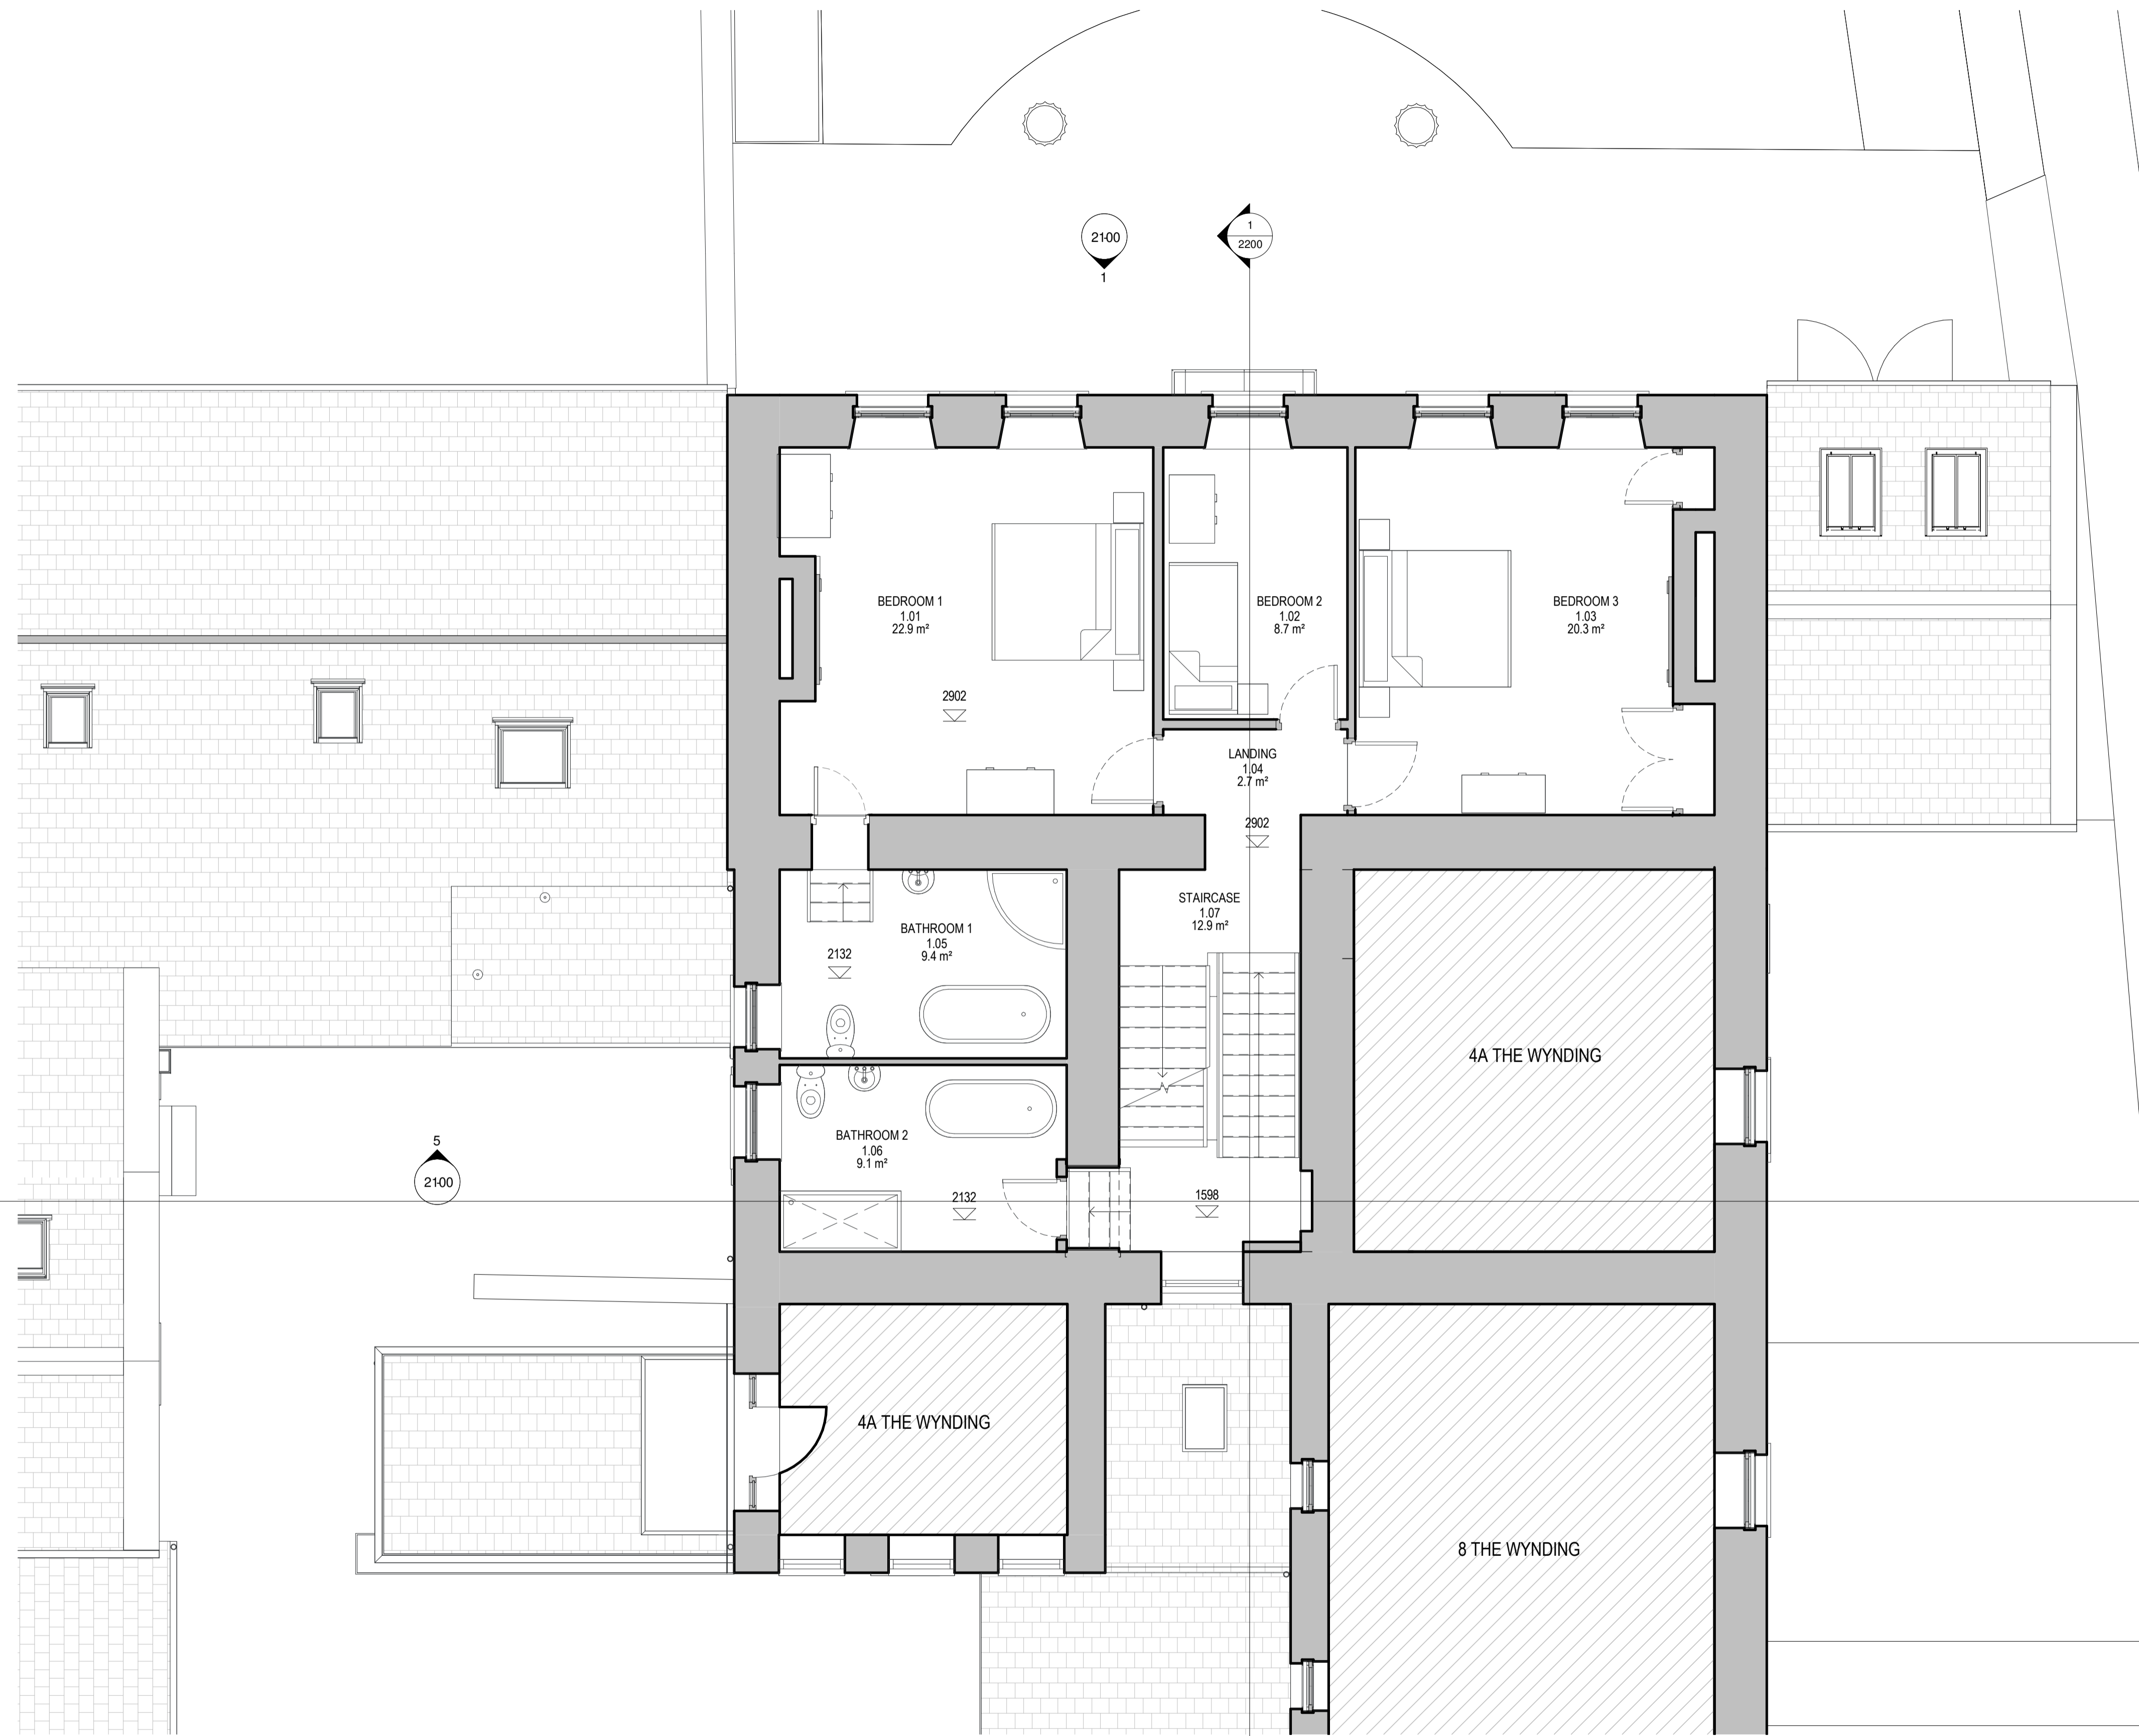 2100
1
1
2200
BEDROOM 1
1.01
22.9 m²
BEDROOM 2
1.02
8.7 m²
BEDROOM 3
1.03
20.3 m²
2902
LANDING
1.04
2.7 m²
2902
STAIRCASE
1.07
12.9 m²
BATHROOM 1
1.05
9.4 m²
2132
4A THE WYNDING
BATHROOM 2
1.06
9.1 m²
5
2100
2132
1598
4A THE WYNDING
8 THE WYNDING